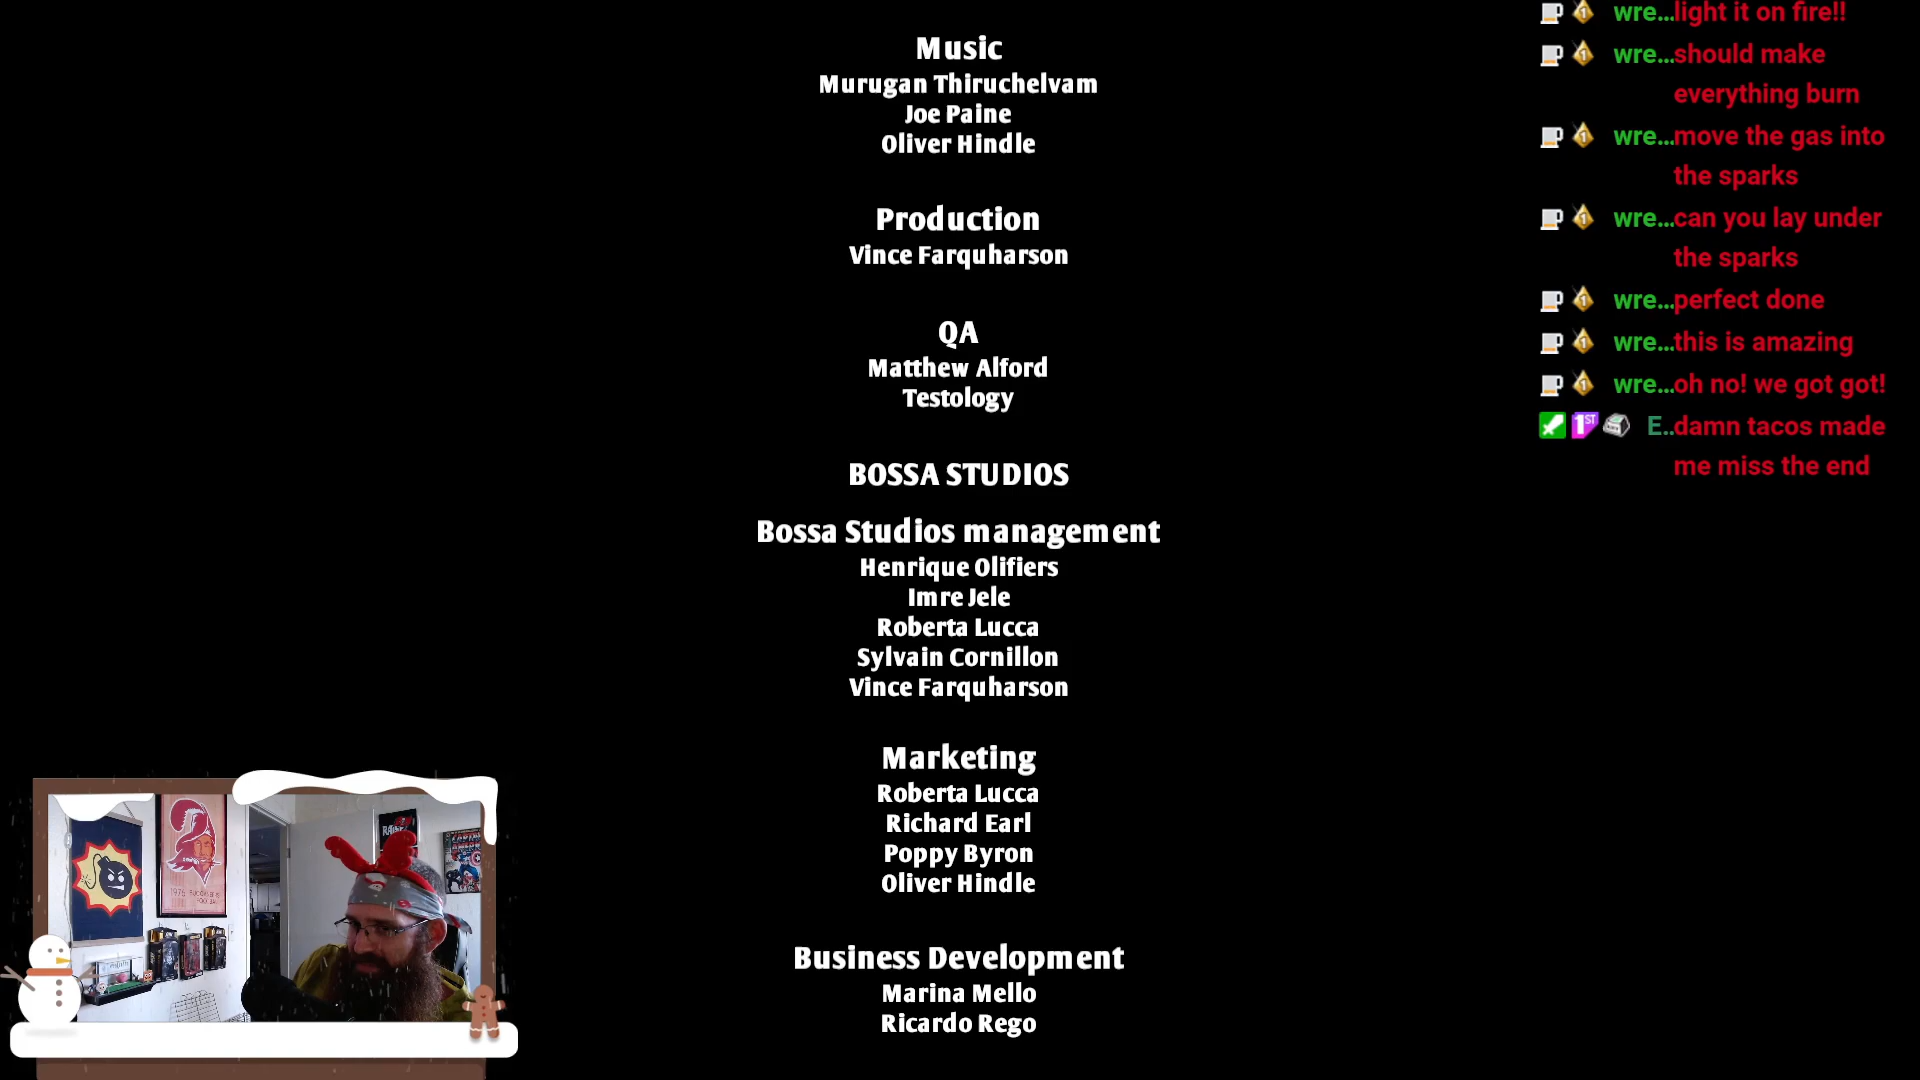 Music
Murugan Thiruchelvam
Joe Paine
Oliver Hindle
Production
Vince Farquharson
QA
Matthew Alford
Testology
BOSSA STUDIOS
Bossa Studios management
Henrique Olifiers
Imre Jele
Roberta Lucca
Sylvain Cornillon
Vince Farquharson
Marketing
Roberta Lucca
Richard Earl
Poppy Byron
Oliver Hindle
Business Development
Marina Mello
Ricardo Rego
wre...light it on fire!!
wre...should make
everything burn
wre...move the gas into
the sparks
wre...can you lay under
the sparks
wre...perfect done
wre...this is amazing
wre...oh no! we got got!
1ST E..damn tacos made
me miss the end
1976